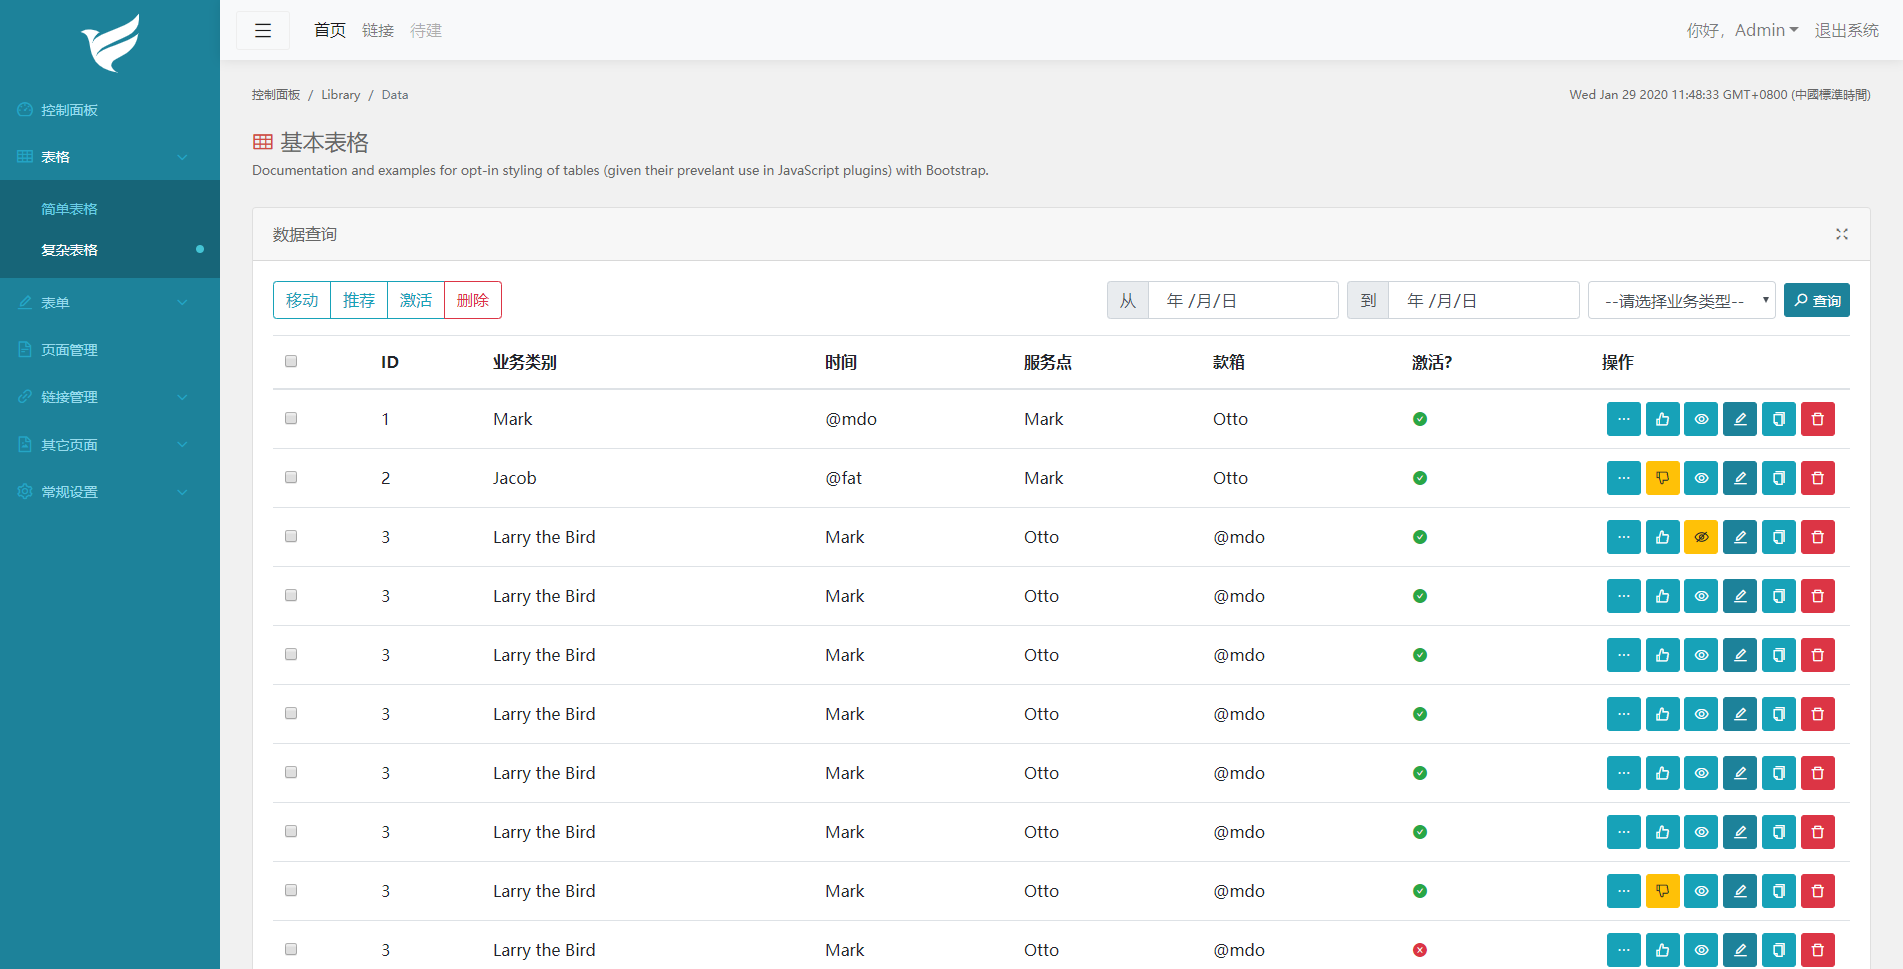 首页 链接 待建 你好，Admin 退出系统
控制面板
表格
简单表格
复杂表格
表单
页面管理
链接管理
其它页面
常规设置
控制面板 / Library / Data
Wed Jan 29 2020 11:48:33 GMT+0800 (中國標準時間)
基本表格
Documentation and examples for opt-in styling of tables (given their prevelant use in JavaScript plugins) with Bootstrap.
数据查询
移动 推荐 激活 删除 从 年 /月/日 到 年 /月/日 --请选择业务类型-- 查询
ID 业务类别 时间 服务点 款箱 激活? 操作
1 Mark @mdo Mark Otto
2 Jacob @fat Mark Otto
3 Larry the Bird Mark Otto @mdo
3 Larry the Bird Mark Otto @mdo
3 Larry the Bird Mark Otto @mdo
3 Larry the Bird Mark Otto @mdo
3 Larry the Bird Mark Otto @mdo
3 Larry the Bird Mark Otto @mdo
3 Larry the Bird Mark Otto @mdo
3 Larry the Bird Mark Otto @mdo